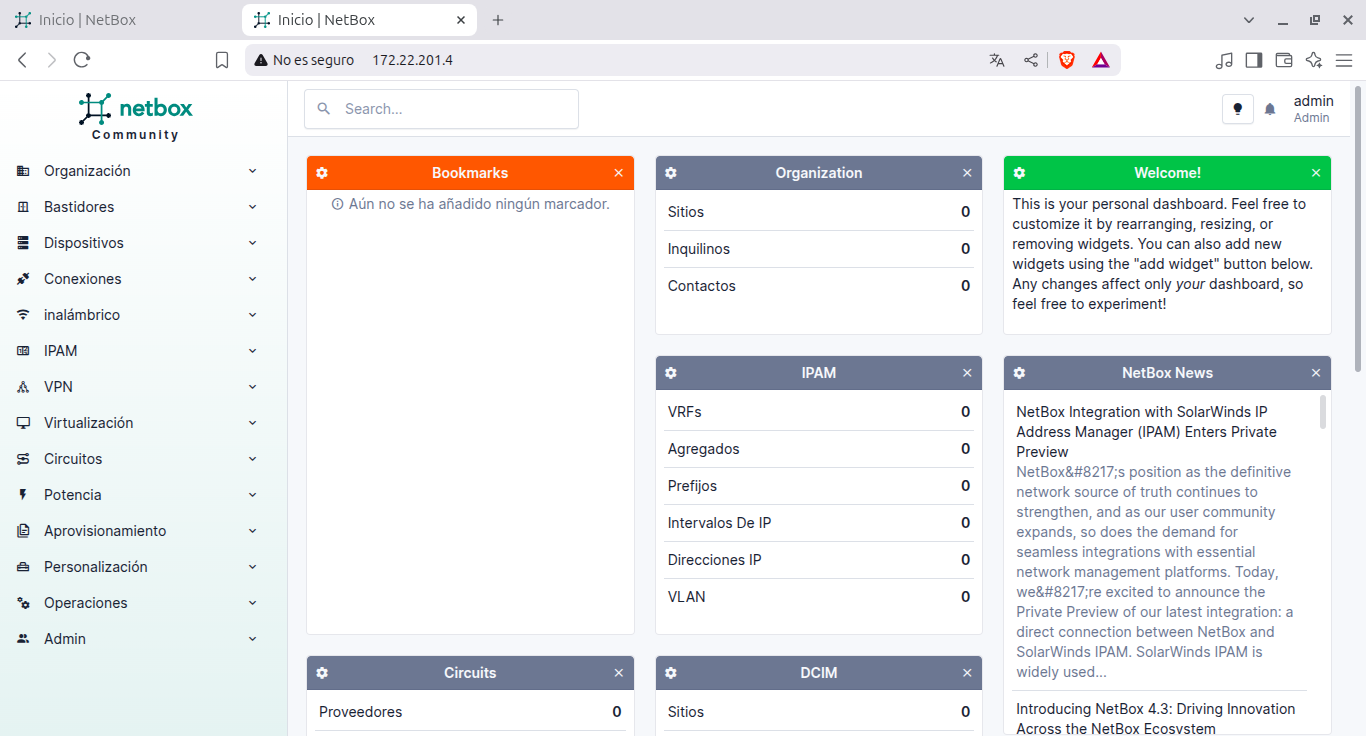 Inicio | NetBox
Inicio | NetBox
No es seguro 172.22.201.4
netbox
Community
Organización
Bastidores
Dispositivos
Conexiones
inalámbrico
IPAM
VPN
Virtualización
Circuitos
Potencia
Aprovisionamiento
Personalización
Operaciones
Admin
Search...
admin
Admin
Bookmarks
Aún no se ha añadido ningún marcador.
Organization
Sitios 0
Inquilinos 0
Contactos 0
Welcome!
This is your personal dashboard. Feel free to
customize it by rearranging, resizing, or
removing widgets. You can also add new
widgets using the "add widget" button below.
Any changes affect only your dashboard, so
feel free to experiment!
IPAM
VRFs 0
Agregados 0
Prefijos 0
Intervalos De IP 0
Direcciones IP 0
VLAN 0
NetBox News
NetBox Integration with SolarWinds IP
Address Manager (IPAM) Enters Private
Preview
NetBox&#8217;s position as the definitive
network source of truth continues to
strengthen, and as our user community
expands, so does the demand for
seamless integrations with essential
network management platforms. Today,
we&#8217;re excited to announce the
Private Preview of our latest integration: a
direct connection between NetBox and
SolarWinds IPAM. SolarWinds IPAM is
widely used...
Introducing NetBox 4.3: Driving Innovation
Across the NetBox Ecosystem
Circuits
Proveedores 0
DCIM
Sitios 0